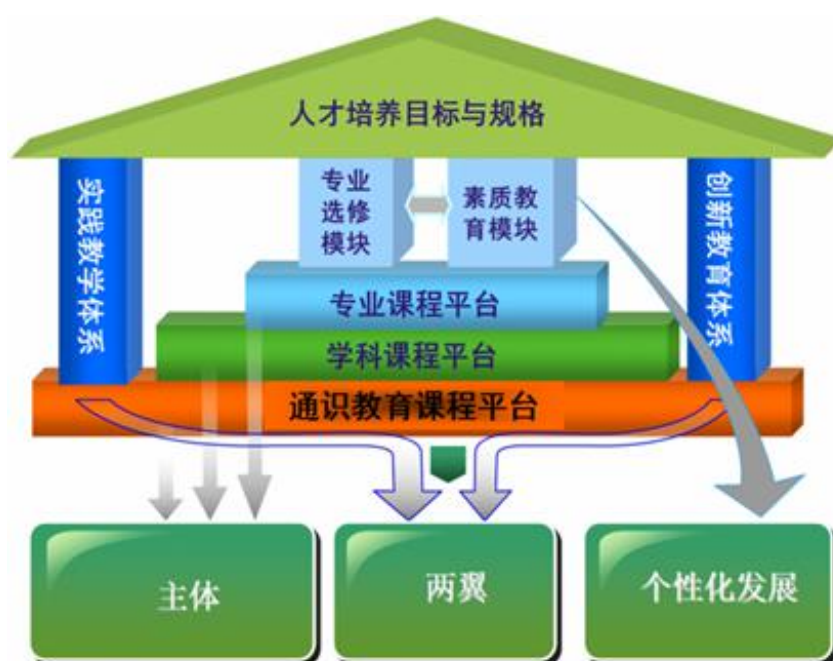 人才培养目标与规格
实践教学体系
专业
选修
模块
素质教
育模块
创新教育体系
专业课程平台
学科课程平台
通识教育课程平台
主体
两翼
个性化发展